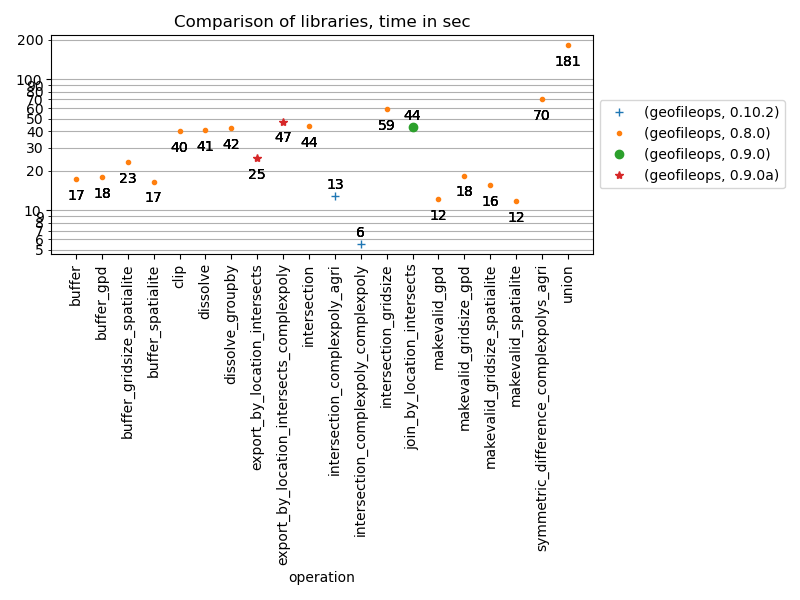 Comparison of libraries, time in sec
200
100
90
80
70
60
50
40
30
20
10
9
8
7
6
5
17
18
23
17
40
41
42
25
47
44
13
6
59
44
12
18
16
12
70
181
(geofileops, 0.10.2)
(geofileops, 0.8.0)
(geofileops, 0.9.0)
(geofileops, 0.9.0a)
buffer
buffer_gpd
buffer_gridsize_spatialite
buffer_spatialite
clip
dissolve
dissolve_groupby
export_by_location_intersects
export_by_location_intersects_complexpoly
intersection
intersection_complexpoly_agri
intersection_complexpoly_complexpoly
intersection_gridsize
join_by_location_intersects
makevalid_gpd
makevalid_gridsize_gpd
makevalid_gridsize_spatialite
makevalid_spatialite
symmetric_difference_complexpolys_agri
union
operation